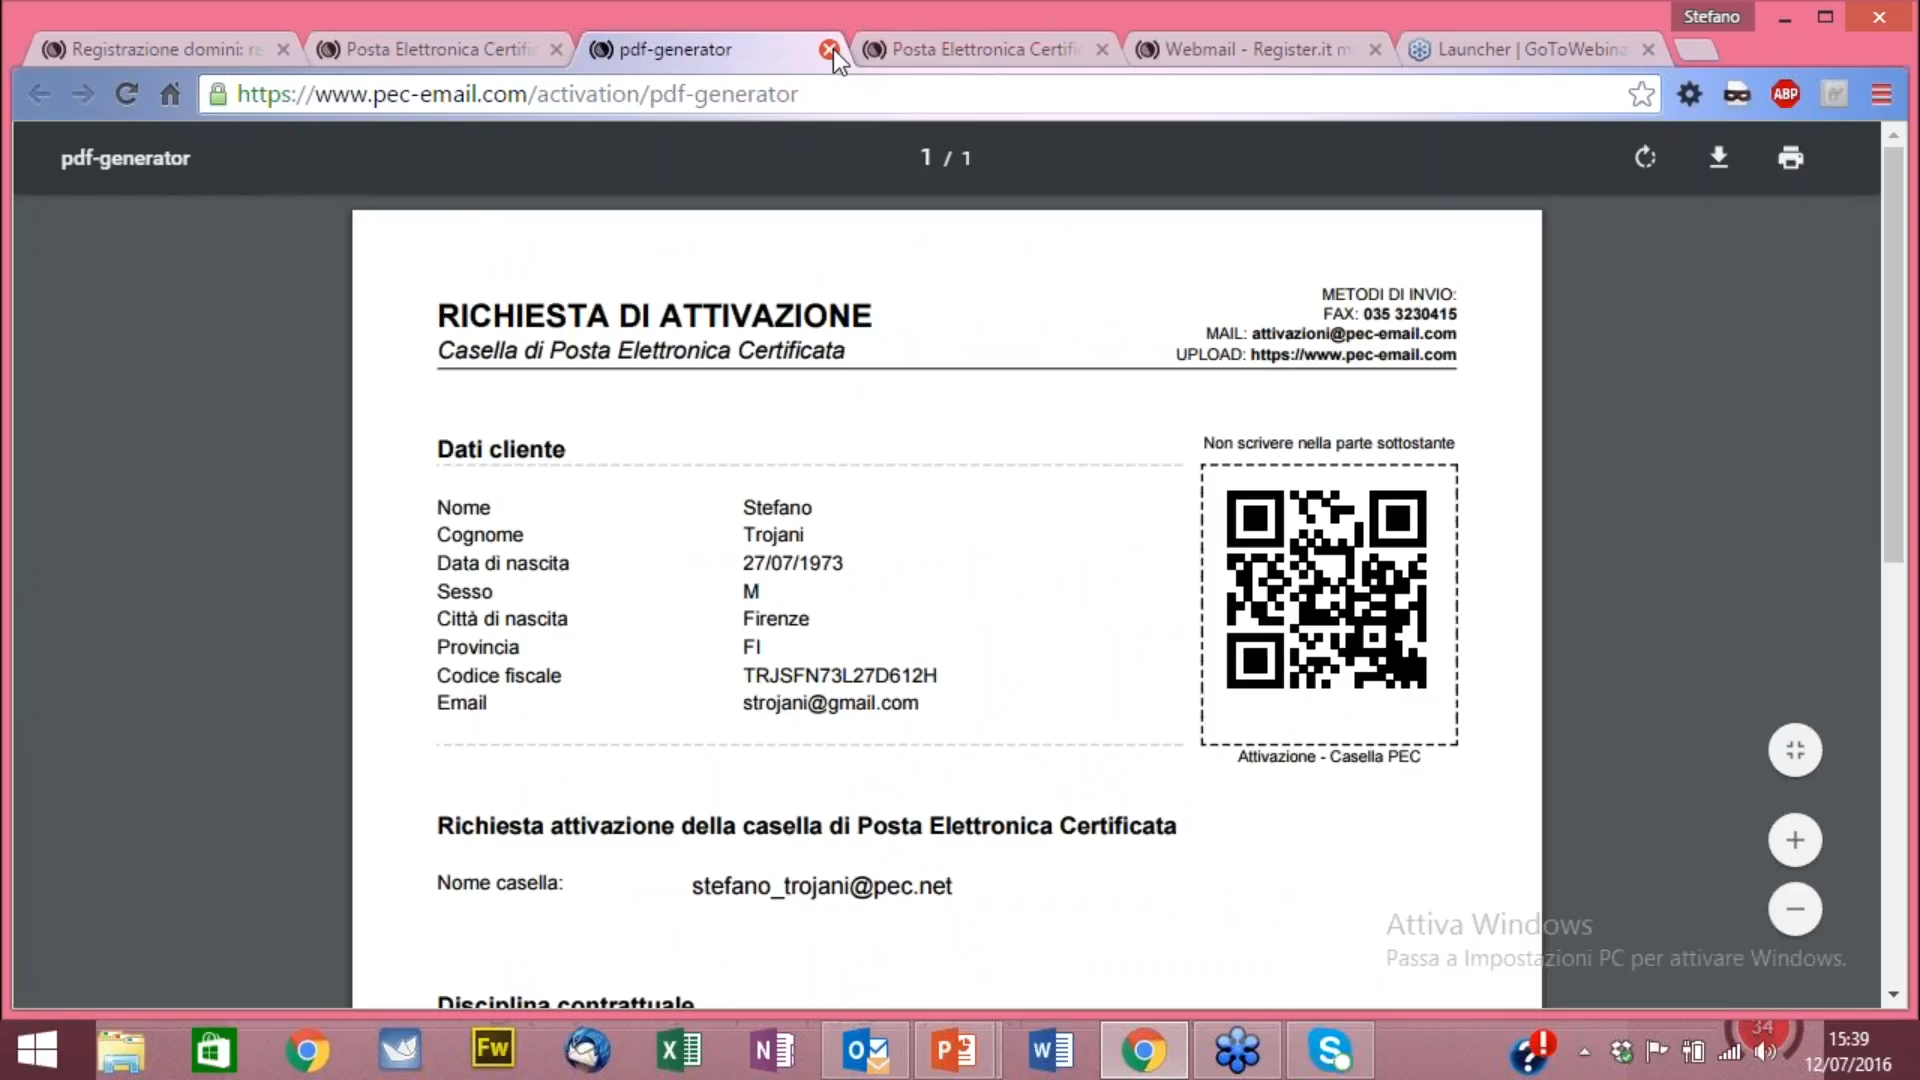 Stefano
Registrazione domini: re
Posta Elettronica Certific
pdf-generator
Posta Elettronica Certifi
Webmail - Register.it m
Launcher | GoToWebina
https://www.pec-email.com/activation/pdf-generator
ABP
pdf-generator
1 / 1
RICHIESTA DI ATTIVAZIONE
Casella di Posta Elettronica Certificata
METODI DI INVIO:
FAX: 035 3230415
MAIL: attivazioni@pec-email.com
UPLOAD: https://www.pec-email.com
Dati cliente
Non scrivere nella parte sottostante
Nome Stefano
Cognome Trojani
Data di nascita 27/07/1973
Sesso M
Città di nascita Firenze
Provincia FI
Codice fiscale TRJSFN73L27D612H
Email strojani@gmail.com
Attivazione - Casella PEC
Richiesta attivazione della casella di Posta Elettronica Certificata
Nome casella: stefano_trojani@pec.net
Disciplina contrattuale
Attiva Windows
Passa a Impostazioni PC per attivare Windows.
Fw
34
15:39
12/07/2016